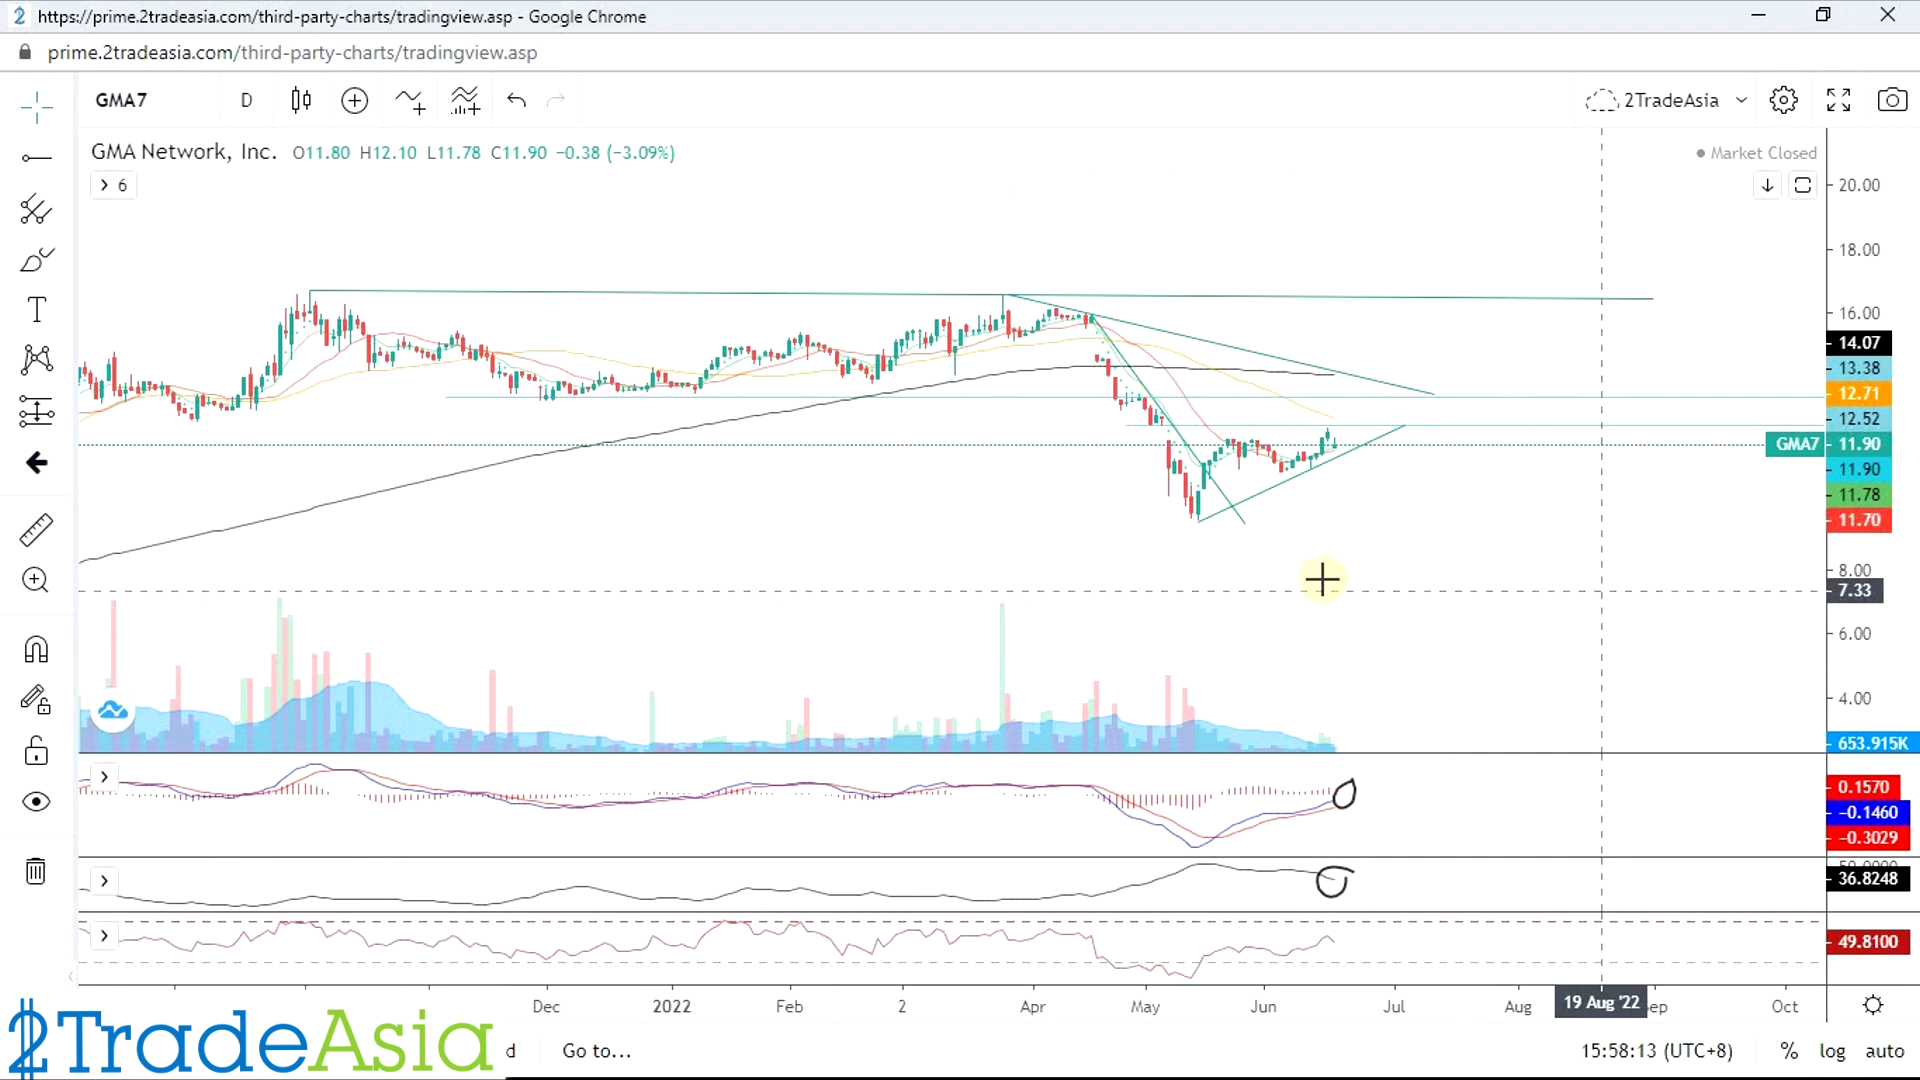 https://prime.2tradeasia.com/third-party-charts/tradingview.asp - Google Chrome
prime.2tradeasia.com/third-party-charts/tradingview.asp
GMA7 D 2TradeAsia
GMA Network, Inc. O11.80 H12.10 L11.78 C11.90 −0.38 (−3.09%)
Market Closed
6
20.00
18.00
16.00
14.07
13.38
12.71
12.52
GMA7 11.90
11.90
11.78
11.70
8.00
7.33
6.00
4.00
653.915K
0.1570
−0.1460
−0.3029
36.8248
49.8100
Dec 2022 Feb 2 Apr May Jun Jul Aug 19 Aug '22 ep Oct
2TradeAsia
d Go to... 15:58:13 (UTC+8) % log auto